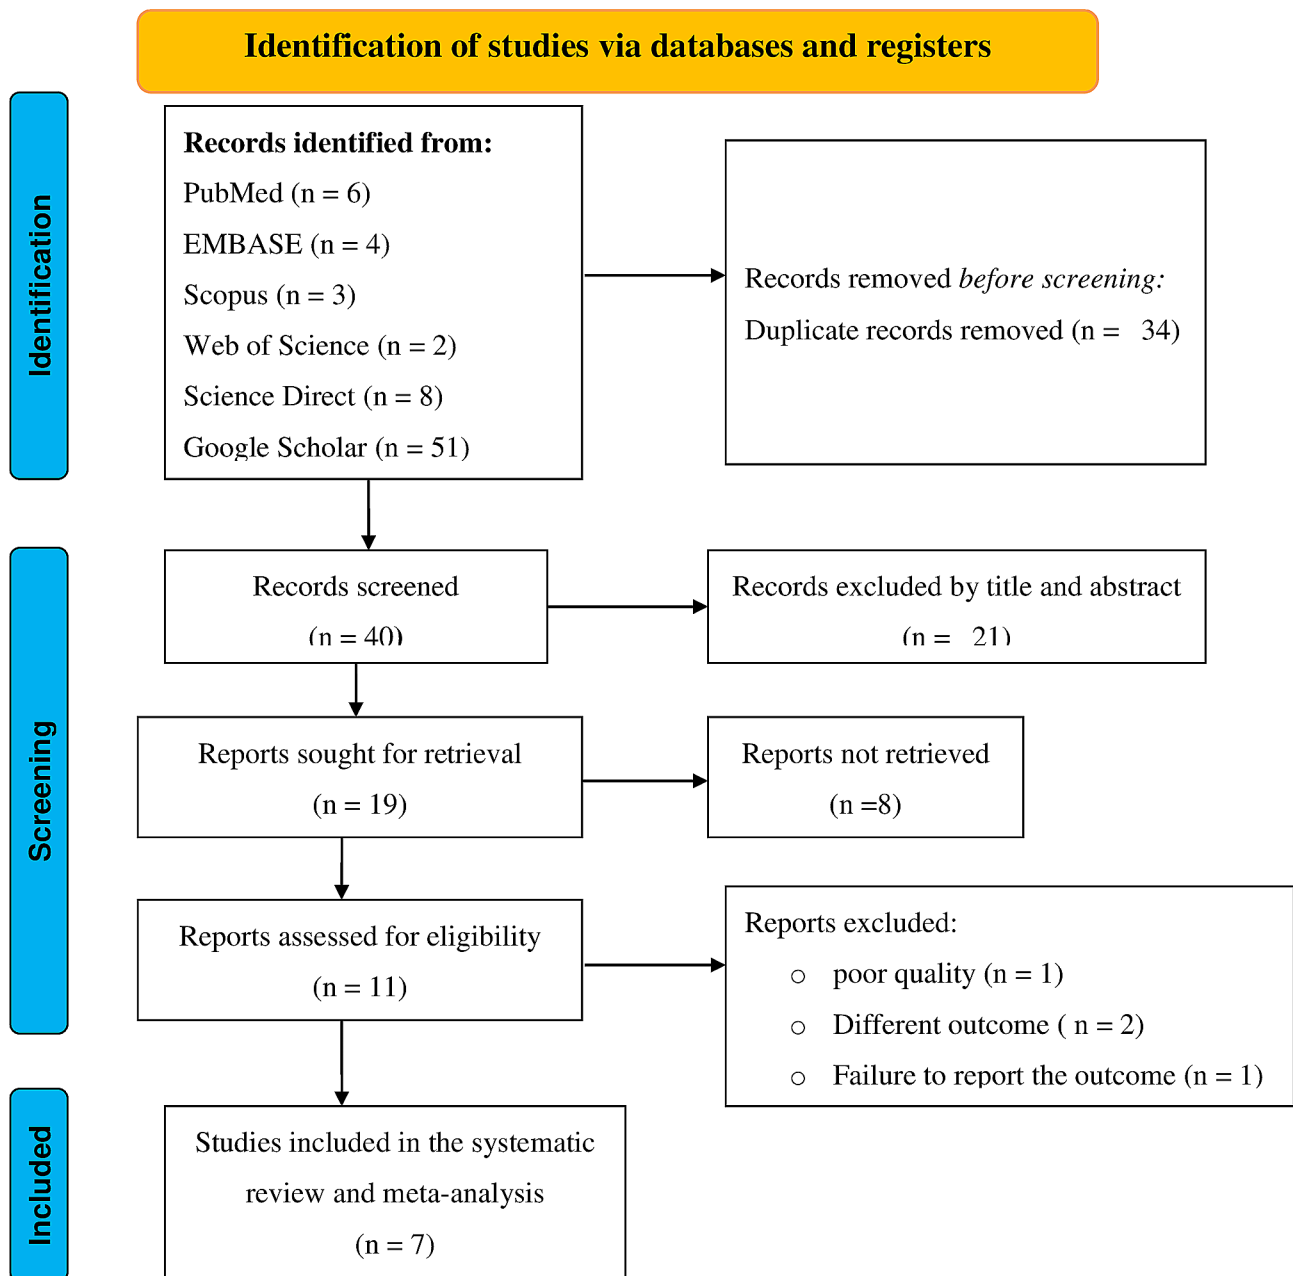 Identification of studies via databases and registers
Identification
Records identified from:
PubMed (n = 6)
EMBASE (n = 4)
Scopus (n = 3)
Web of Science (n = 2)
Science Direct (n = 8)
Google Scholar (n = 51)
Records removed before screening:
Duplicate records removed (n =   34)
Screening
Records screened
(n = 40)
Records excluded by title and abstract
(n =   21)
Reports sought for retrieval
(n = 19)
Reports not retrieved
(n =8)
Reports assessed for eligibility
(n = 11)
Reports excluded:
o poor quality (n = 1)
o Different outcome ( n = 2)
o Failure to report the outcome (n = 1)
Included
Studies included in the systematic
review and meta-analysis
(n = 7)